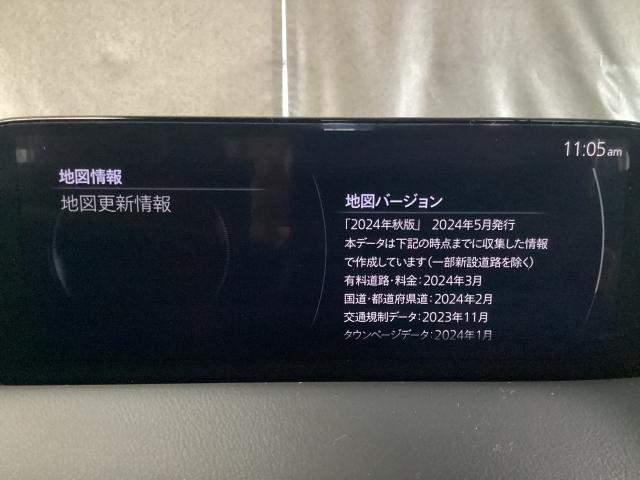 11:05am
地図情報
地図更新情報
地図バージョン
「2024年秋版」 2024年5月発行
本データは下記の時点までに収集した情報
で作成しています(一部新設道路を除く)
有料道路・料金:2024年3月
国道・都道府県道:2024年2月
交通規制データ:2023年11月
タウンページデータ:2024年1月